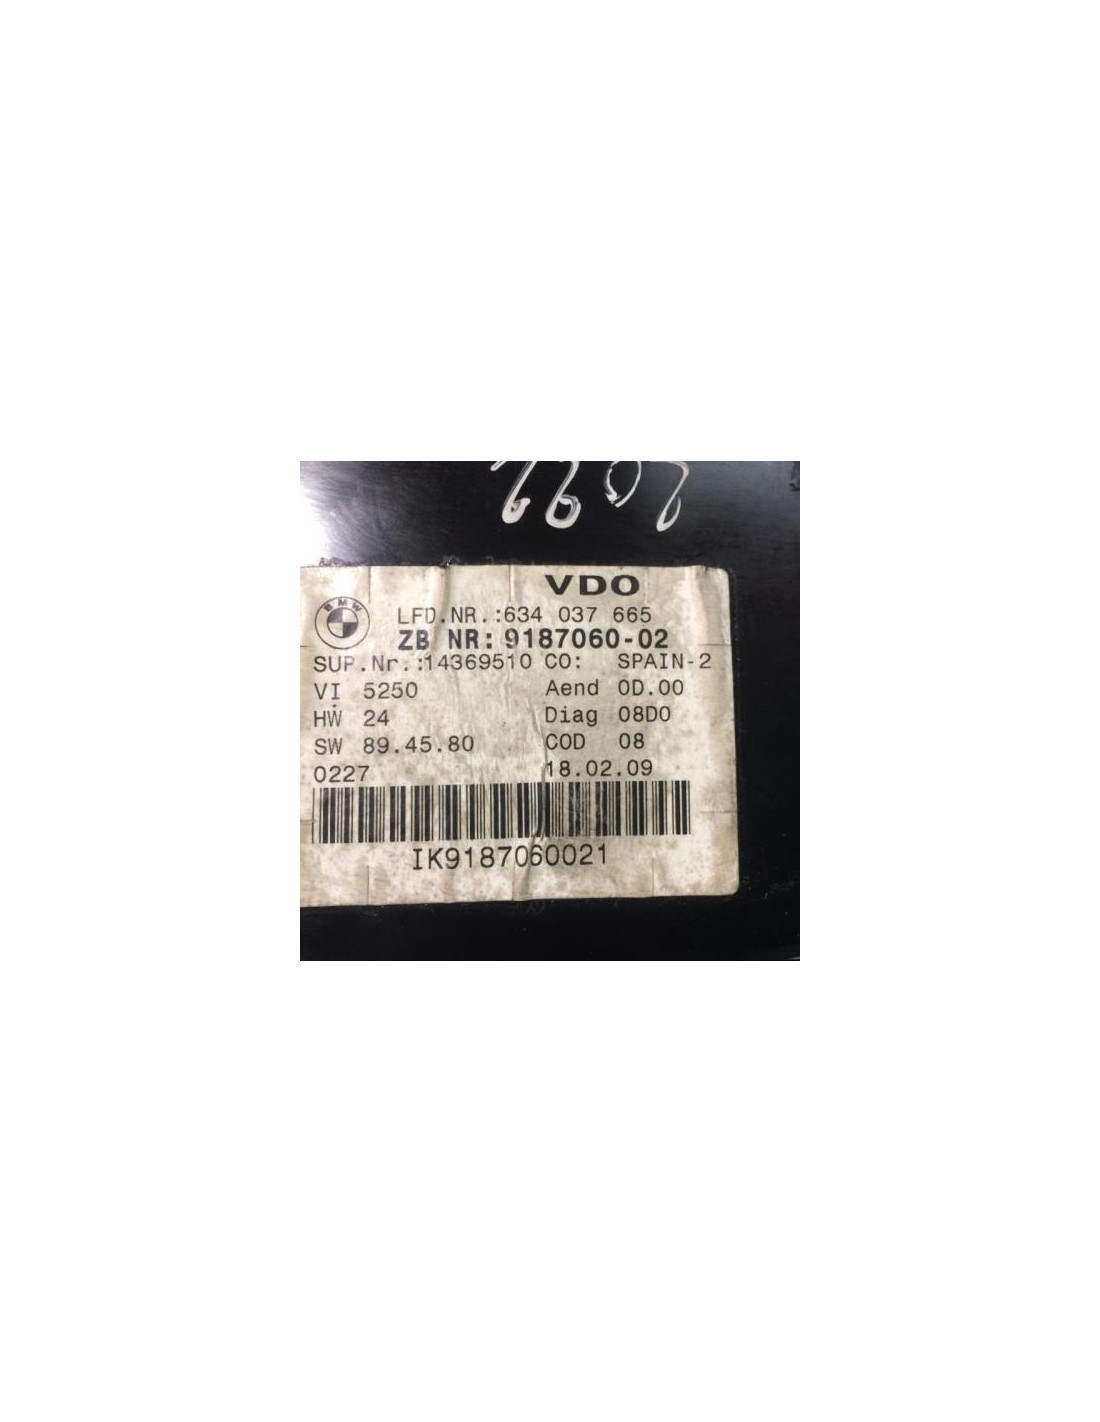 VDO
BMW
LFD.NR.:634 037 665
ZB NR: 9187060-02
SUP.Nr.:14369510 CO: SPAIN-2
VI 5250 Aend 0D.00
HW 24 Diag 08D0
SW 89.45.80 COD 08
0227 18.02.09
IK9187060021